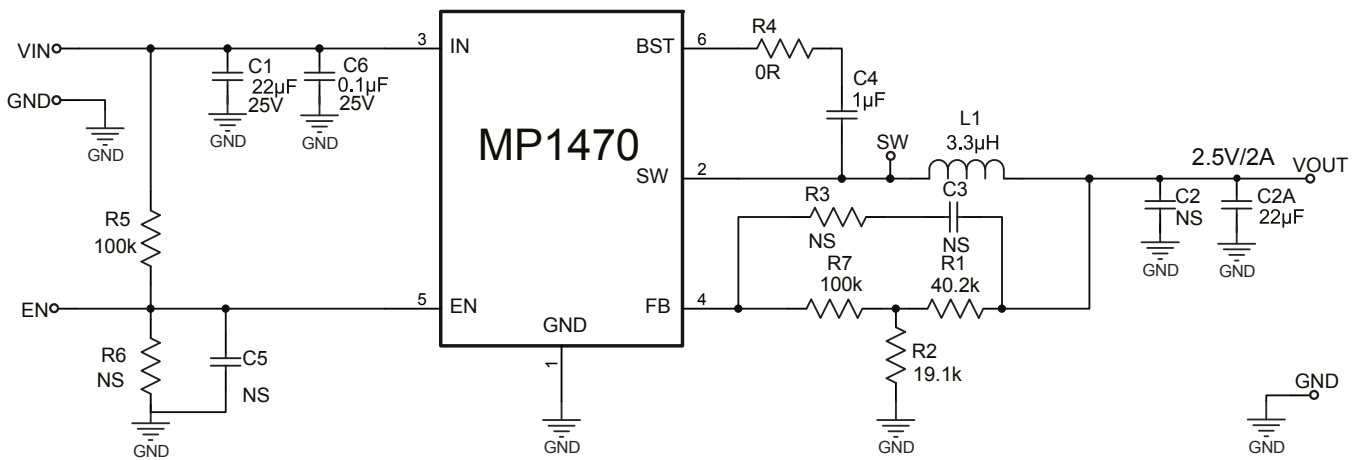 VIN
GND
GND
C1
22µF
25V
GND
C6
0.1µF
25V
GND
3
IN
MP1470
BST
6
R4
0R
C4
1µF
SW
2
SW
L1
3.3µH
2.5V/2A
VOUT
C2
NS
GND
C2A
22µF
GND
R5
100k
R3
NS
C3
NS
R7
100k
R1
40.2k
EN
5
EN
FB
4
GND
1
GND
R6
NS
C5
NS
GND
R2
19.1k
GND
GND
GND